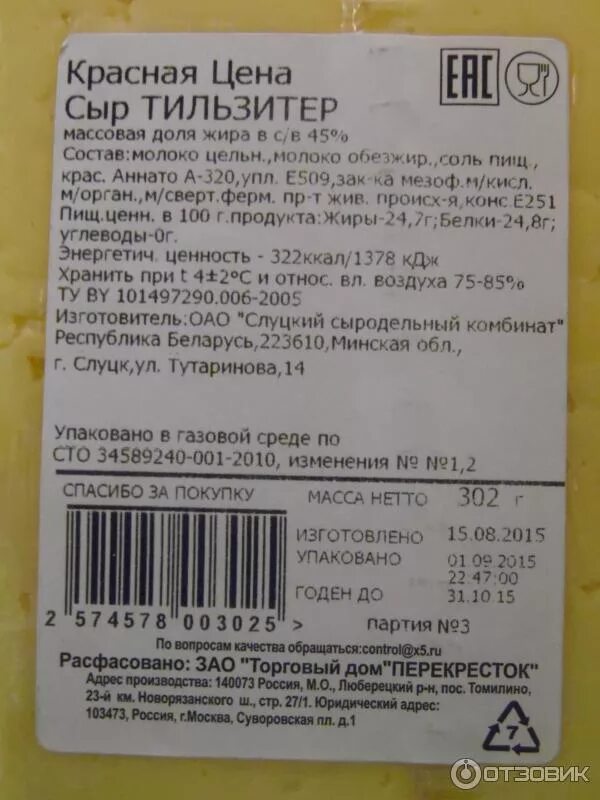 Красная Цена
EAC
Сыр ТИЛЬЗИТЕР
массовая доля жира в с/в 45%
Состав:молоко цельн.,молоко обезжир.,соль пищ.,
крас. Аннато А-320,упл. Е509,зак-ка мезоф.м/кисл.
м/орган.,м/сверт.ферм. пр-т жив. происх-я,конс.Е251
Пищ.ценн. в 100 г.продукта:Жиры-24,7г;Белки-24,8г;
углеводы-0г.
Энергетич. ценность - 322ккал/1378 кДж
Хранить при t 4±2°С и относ. вл. воздуха 75-85%
ТУ BY 101497290.006-2005
Изготовитель:ОАО "Слуцкий сыродельный комбинат"
Республика Беларусь,223610,Минская обл.,
г. Слуцк,ул. Тутаринова,14
Упаковано в газовой среде по
СТО 34589240-001-2010, изменения № №1,2
СПАСИБО ЗА ПОКУПКУ
МАССА НЕТТО 302 г
ИЗГОТОВЛЕНО 15.08.2015
УПАКОВАНО 01.09.2015
22:47:00
ГОДЕН ДО 31.10.15
2 574578 003025 >
партия №3
По вопросам качества обращаться:control@x5.ru
Расфасовано: ЗАО "Торговый дом"ПЕРЕКРЕСТОК"
Адрес производства: 140073 Россия, М.О., Люберецкий р-н, пос. Томилино,
23-й км. Новорязанского ш., стр. 27/1. Юридический адрес:
103473, Россия, г.Москва, Суворовская пл. д.1
7
ОТЗОВИК